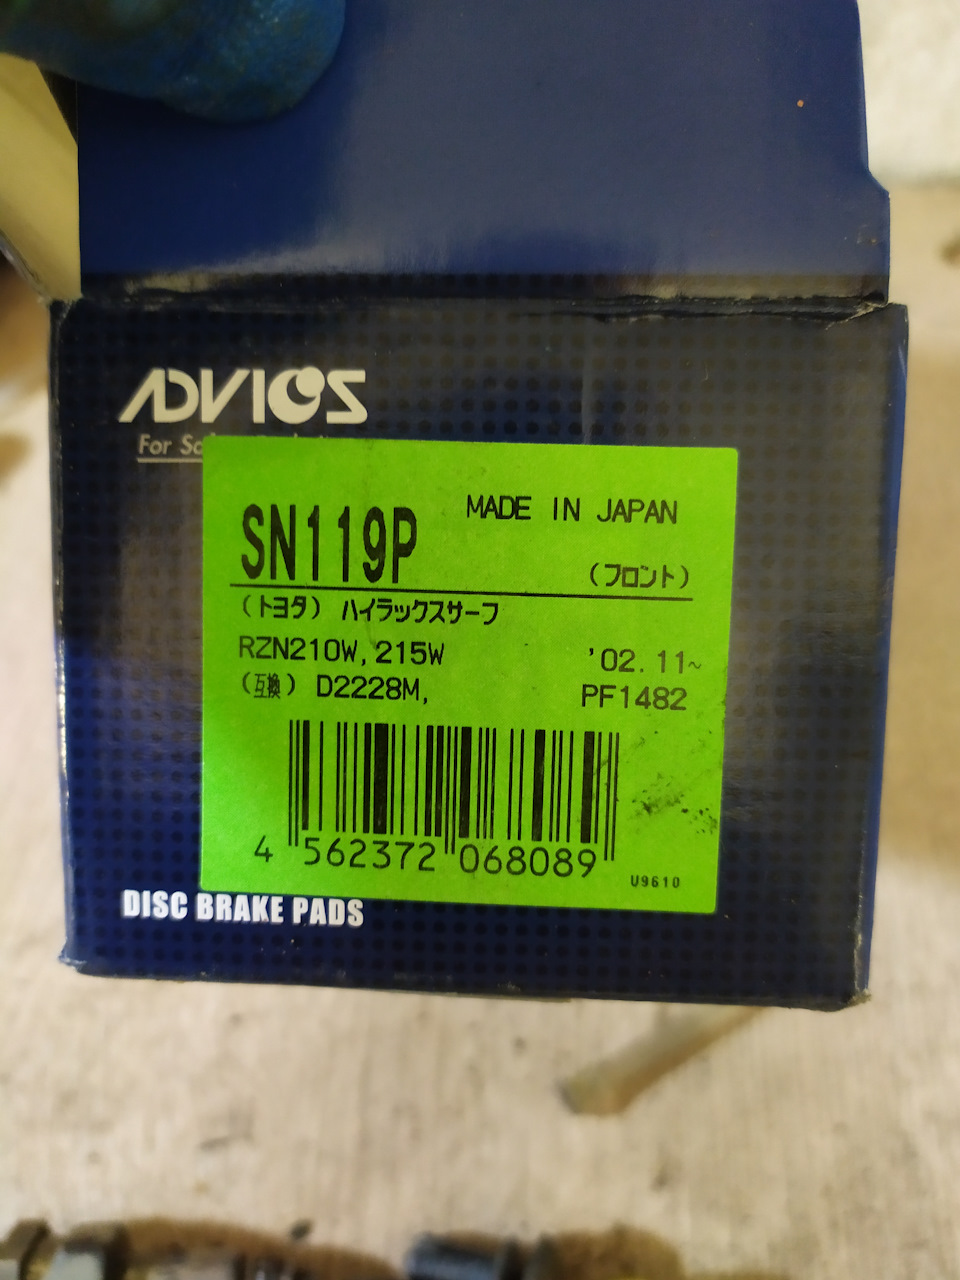 ADVICS
For
SN119P
MADE IN JAPAN
(フロント)
(トヨタ) ハイラックスサーフ
RZN210W, 215W '02. 11~
(互換) D2228M, PF1482
4 562372 068089
U9610
DISC BRAKE PADS